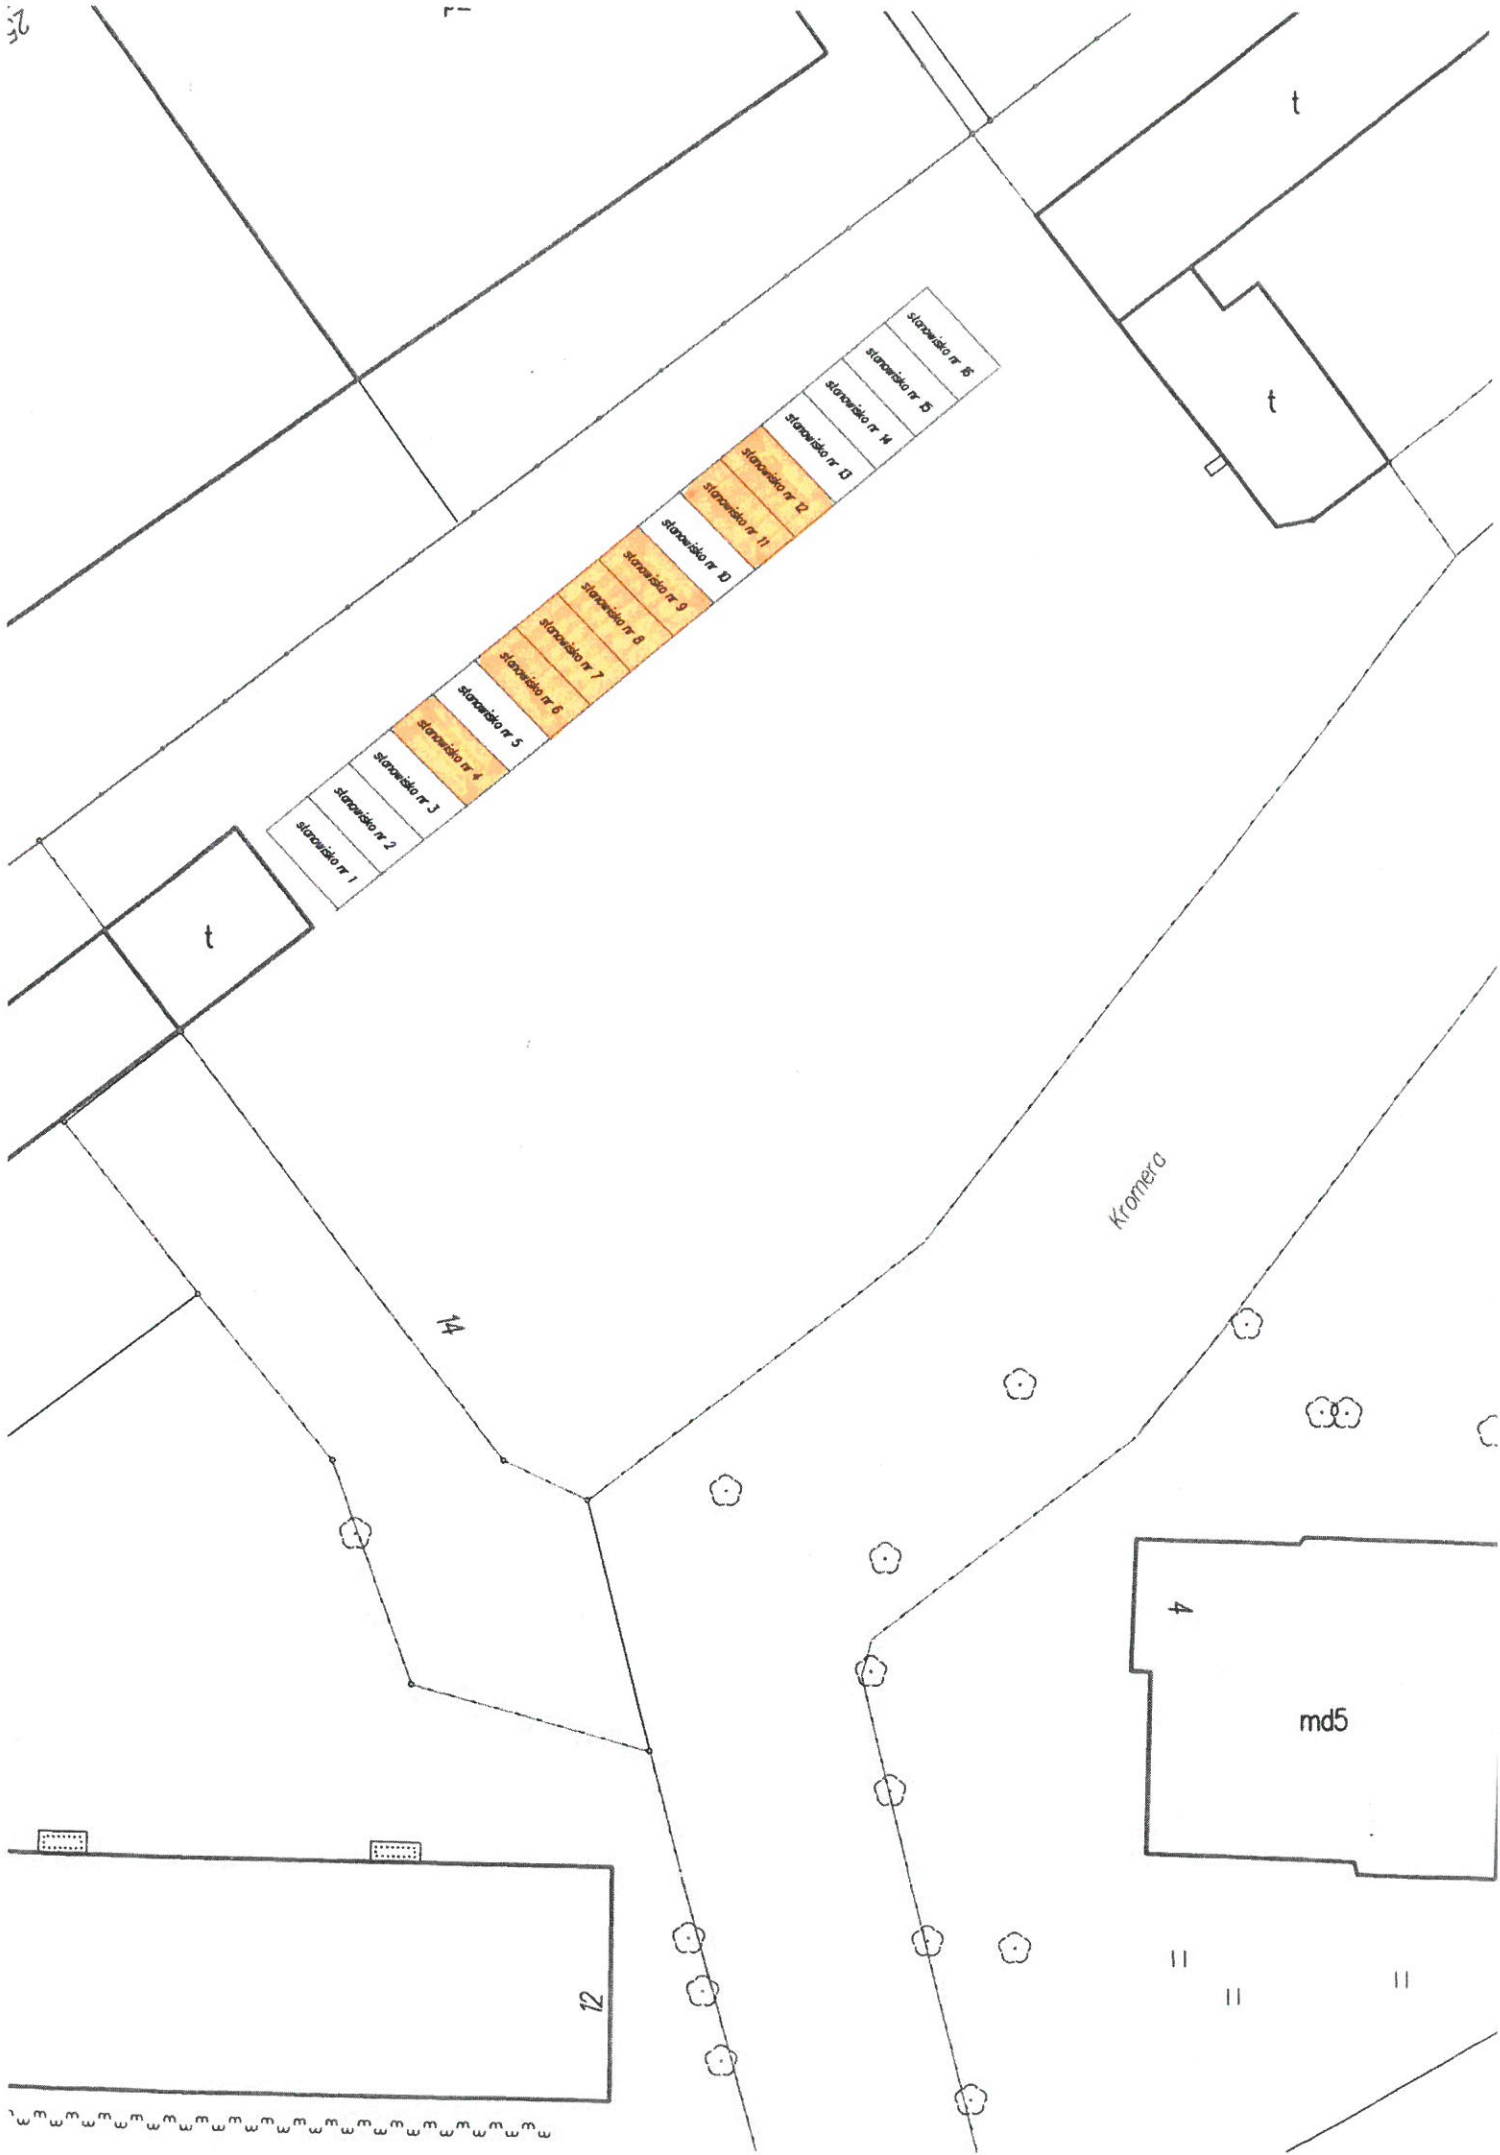 t
t
stanowisko nr 16
stanowisko nr 15
stanowisko nr 14
stanowisko nr 13
stanowisko nr 12
stanowisko nr 11
stanowisko nr 10
stanowisko nr 9
stanowisko nr 8
stanowisko nr 7
stanowisko nr 6
stanowisko nr 5
stanowisko nr 4
stanowisko nr 3
stanowisko nr 2
stanowisko nr 1
t
Kromera
14
4
md5
12